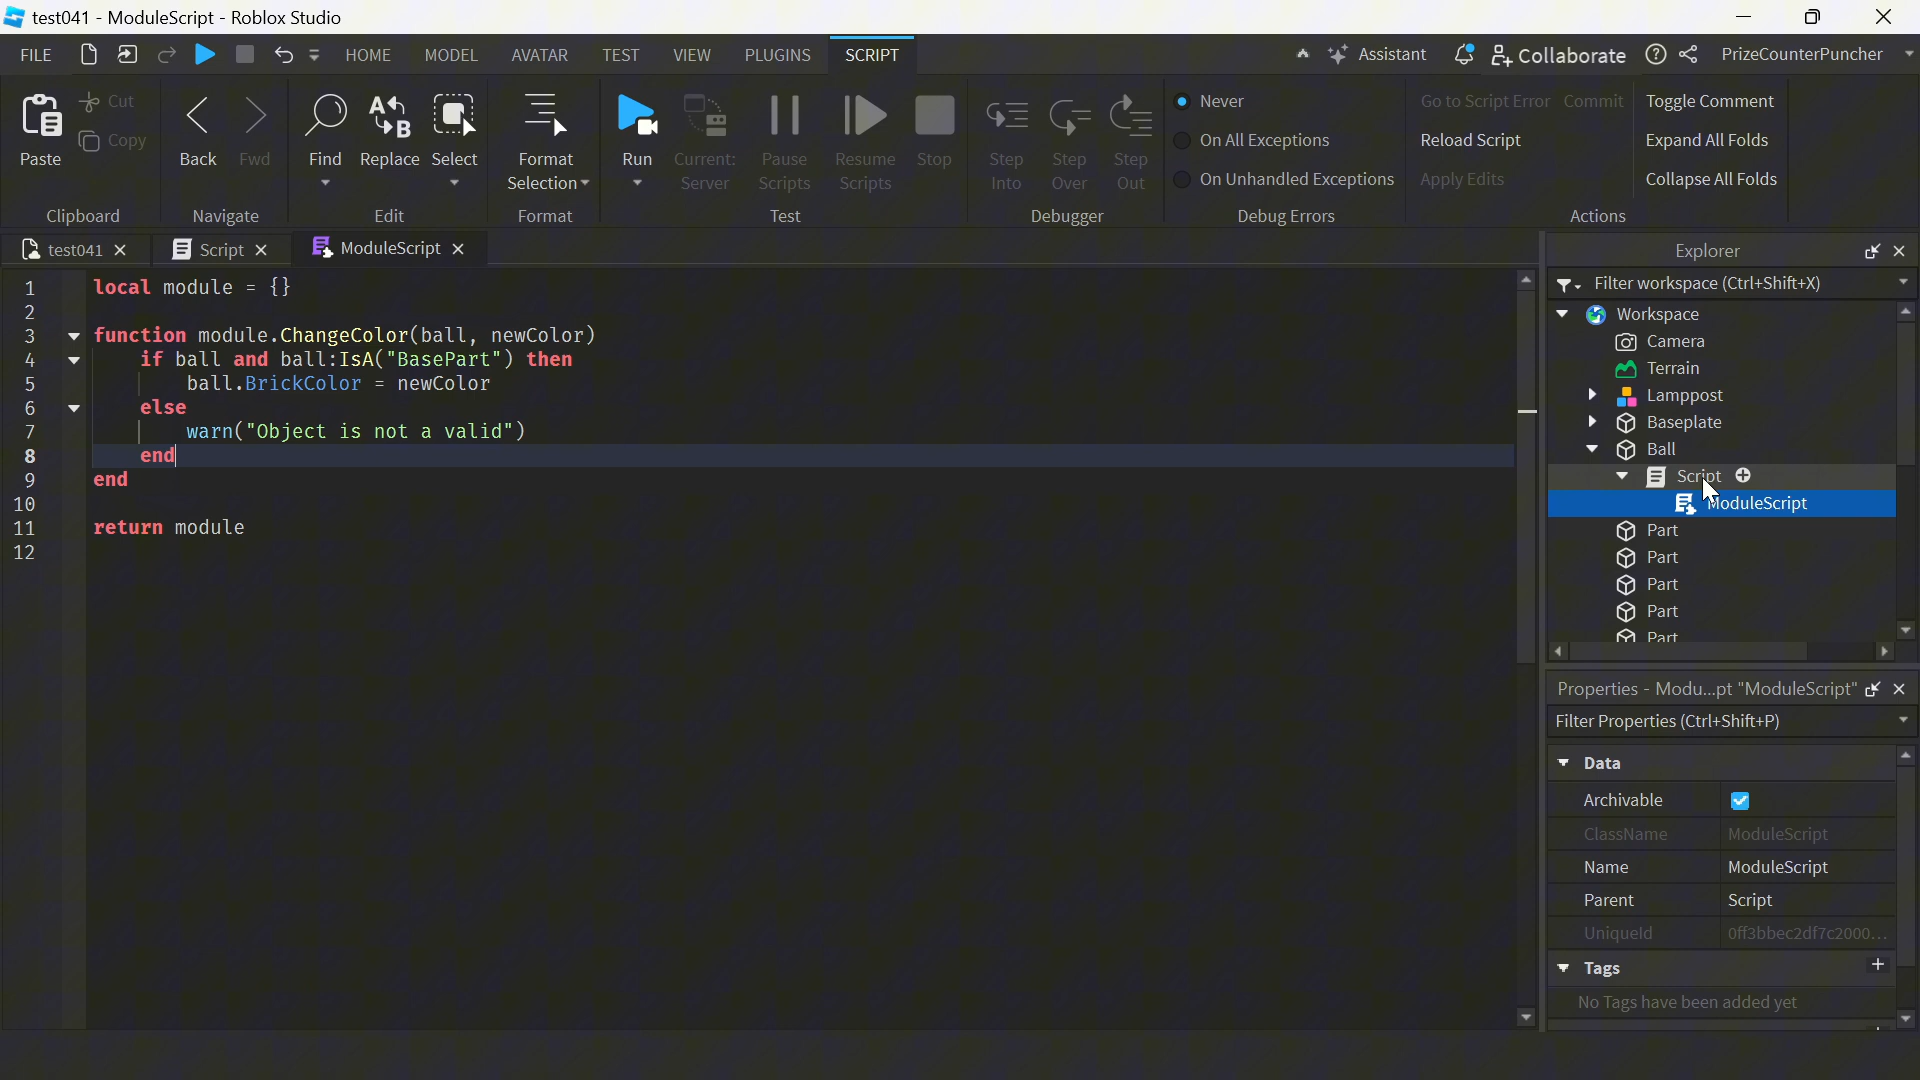 test041 - ModuleScript - Roblox Studio
FILE HOME MODEL AVATAR TEST VIEW PLUGINS SCRIPT Assistant Collaborate PrizeCounterPuncher
Paste Cut Copy
Clipboard
Back Fwd
Navigate
Find Replace Select
Edit
Format Selection
Format
Run Current: Server Pause Scripts Resume Scripts Stop
Test
Step Into Step Over Step Out
Debugger
Never
On All Exceptions
On Unhandled Exceptions
Debug Errors
Go to Script Error Commit Toggle Comment
Reload Script Expand All Folds
Apply Edits Collapse All Folds
Actions
test041 Script ModuleScript
1 local module = {}
2
3 function module.ChangeColor(ball, newColor)
4 if ball and ball:IsA("BasePart") then
5 ball.BrickColor = newColor
6 else
7 warn("Object is not a valid")
8 end
9 end
10
11 return module
12
Explorer
Filter workspace (Ctrl+Shift+X)
Workspace
Camera
Terrain
Lamppost
Baseplate
Ball
Script
ModuleScript
Part
Part
Part
Part
Part
Properties - Modu...pt "ModuleScript"
Filter Properties (Ctrl+Shift+P)
Data
Archivable
ClassName ModuleScript
Name ModuleScript
Parent Script
UniqueId 0ff3bbec2df7c2000...
Tags
No Tags have been added yet